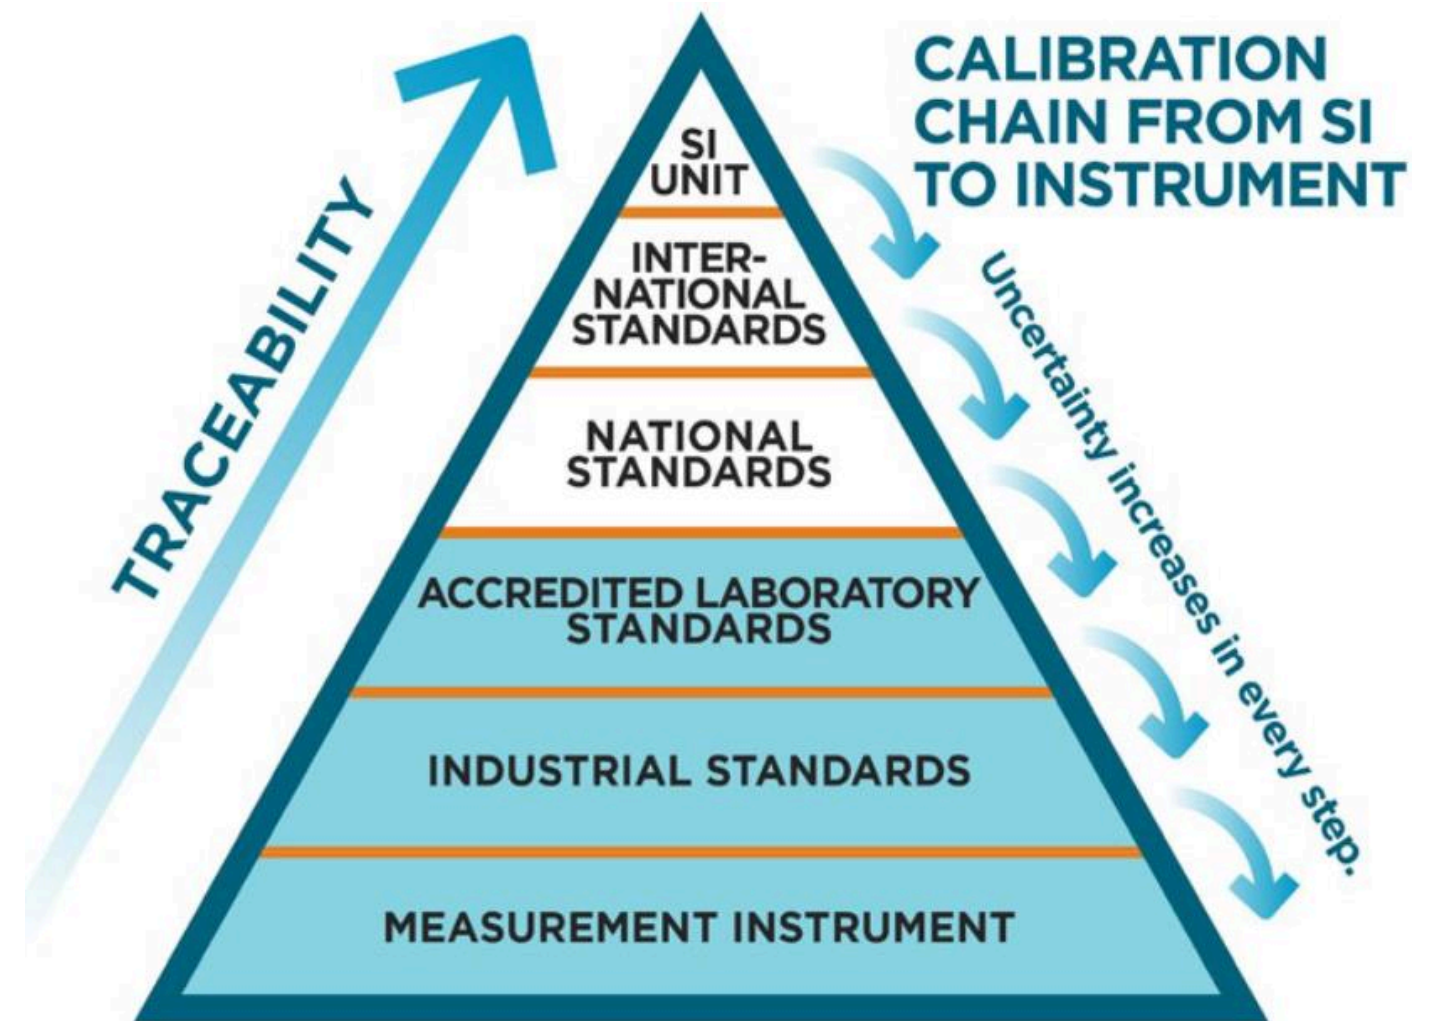 CALIBRATION
CHAIN FROM SI
TO INSTRUMENT
TRACEABILITY
SI
UNIT
INTER-
NATIONAL
STANDARDS
NATIONAL
STANDARDS
ACCREDITED LABORATORY
STANDARDS
INDUSTRIAL STANDARDS
MEASUREMENT INSTRUMENT
Uncertainty increases in every step.